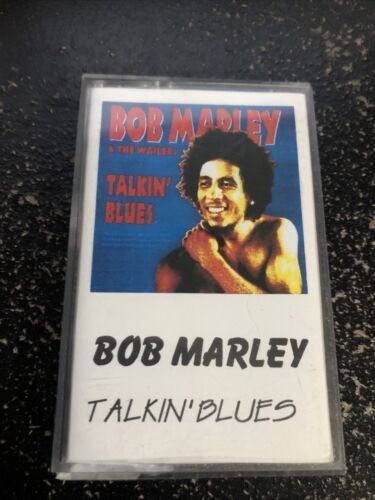 BOB MARLEY
& THE WAILERS
TALKIN'
BLUES
BOB MARLEY
TALKIN' BLUES